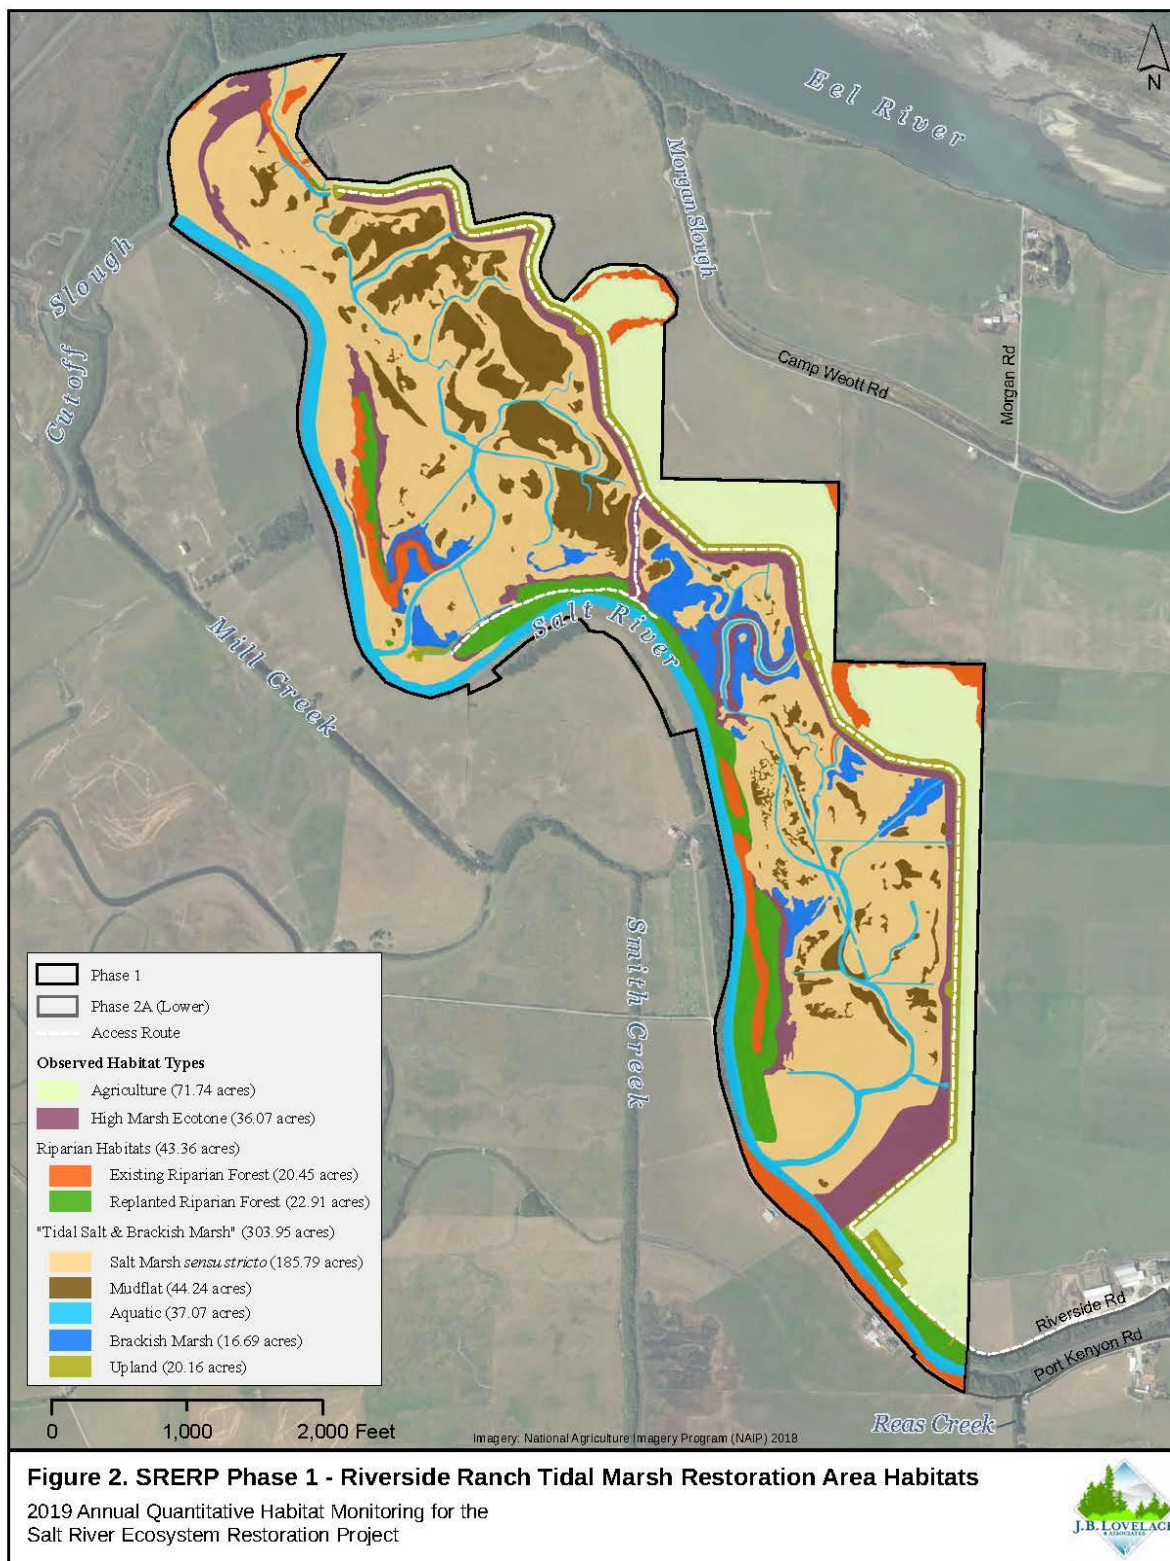 Eel River
Morgan Slough
Cutoff Slough
Camp Weott Rd
Morgan Rd
Salt River
Mill Creek
Smith Creek
Phase 1
Phase 2A (Lower)
Access Route
Observed Habitat Types
Agriculture (71.74 acres)
High Marsh Ecotone (36.07 acres)
Riparian Habitats (43.36 acres)
Existing Riparian Forest (20.45 acres)
Replanted Riparian Forest (22.91 acres)
"Tidal Salt & Brackish Marsh" (303.95 acres)
Salt Marsh sensu stricto (185.79 acres)
Mudflat (44.24 acres)
Aquatic (37.07 acres)
Brackish Marsh (16.69 acres)
Upland (20.16 acres)
Riverside Rd
Port Kenyon Rd
Reas Creek
0 1,000 2,000 Feet
Imagery: National Agriculture Imagery Program (NAIP) 2018
N
Figure 2. SRERP Phase 1 - Riverside Ranch Tidal Marsh Restoration Area Habitats
2019 Annual Quantitative Habitat Monitoring for the
Salt River Ecosystem Restoration Project
J.B. LOVELACE
& ASSOCIATES